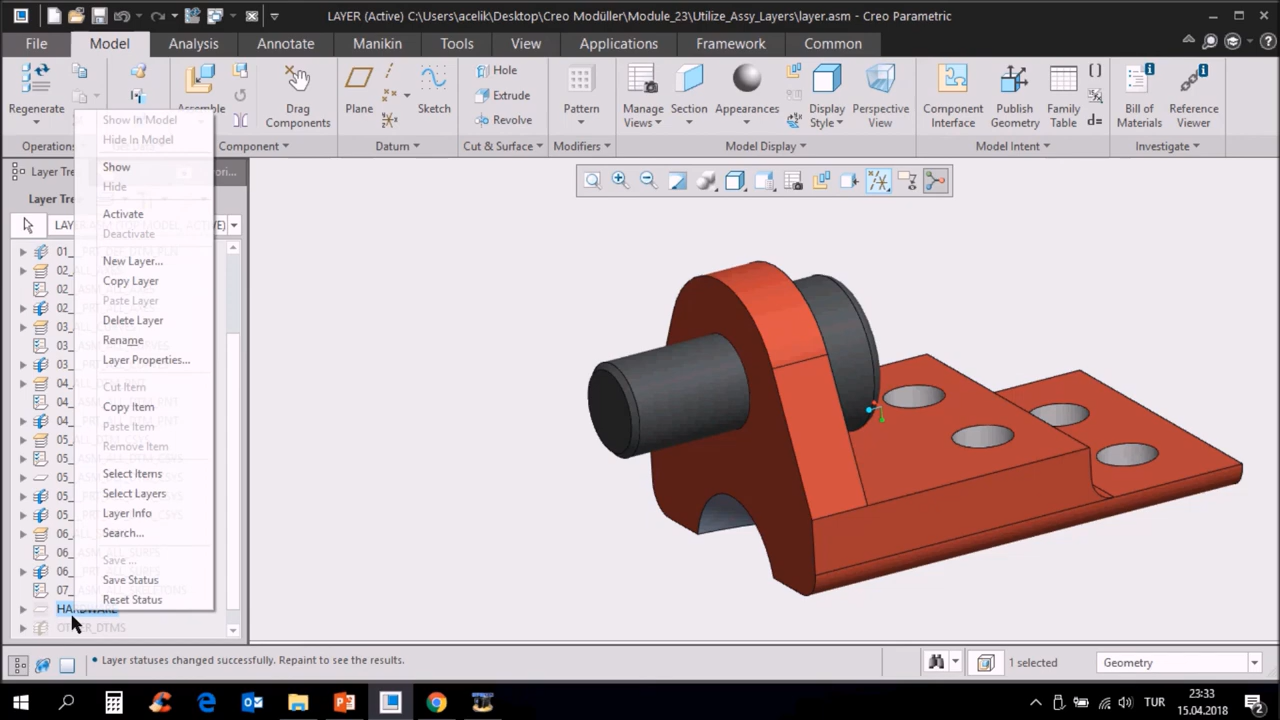 LAYER (Active) C:\Users\acelik\Desktop\Creo Modüller\Module_23\Utilize_Assy_Layers\layer.asm - Creo Parametric
File Model Analysis Annotate Manikin Tools View Applications Framework Common
Regenerate
Assemble
Drag Components
Plane
Sketch
Hole
Extrude
Revolve
Pattern
Manage Views
Section
Appearances
Display Style
Perspective View
Component Interface
Publish Geometry
Family Table
Bill of Materials
Reference Viewer
Operations Component Datum Cut & Surface Modifiers Model Display Model Intent Investigate
Layer Tre
Layer Tre
Show In Model
Hide In Model
Show
Hide
Activate
Deactivate
New Layer...
Copy Layer
Paste Layer
Delete Layer
Rename
Layer Properties...
Cut Item
Copy Item
Paste Item
Remove Item
Select Items
Select Layers
Layer Info
Search...
Save ...
Save Status
Reset Status
01_
02_
02_
02_
03_
03_
03_
04_
04_
04_
05_
05_
05_
05_
05_
06_
06_
06_
07_
HARDWARE
OTHER_DTMS
Layer statuses changed successfully. Repaint to see the results.
1 selected
Geometry
TUR
23:33
15.04.2018
2